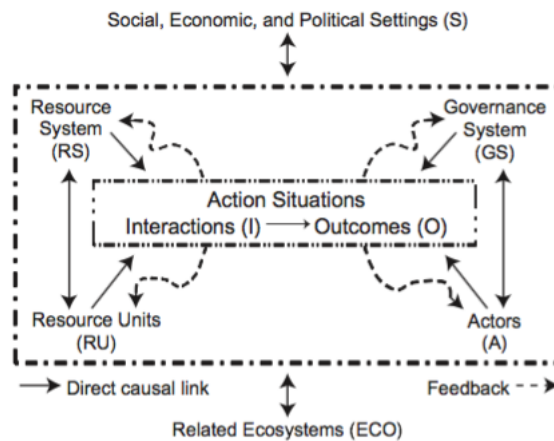 Social, Economic, and Political Settings (S)
Resource
System
(RS)
Governance
System
(GS)
Action Situations
Interactions (I) Outcomes (O)
Resource Units
(RU)
Actors
(A)
Direct causal link
Feedback
Related Ecosystems (ECO)